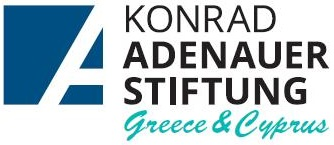 KONRAD
ADENAUER
STIFTUNG
Greece & Cyprus